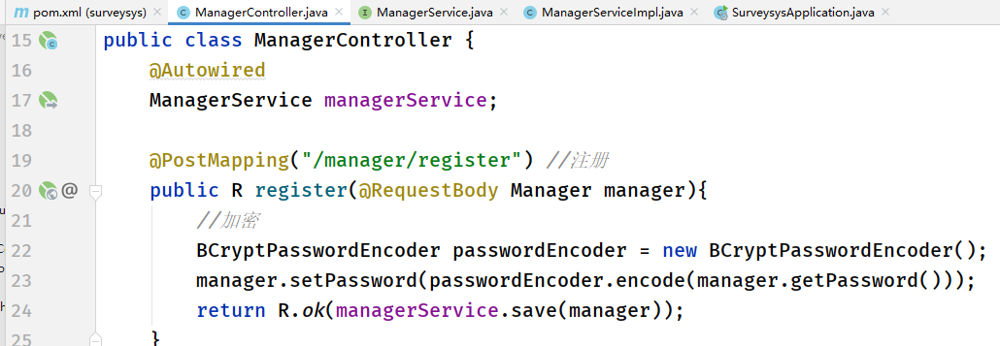 pom.xml (surveysys) ManagerController.java ManagerService.java ManagerServiceImpl.java SurveysysApplication.java
15 public class ManagerController {
16 @Autowired
17 ManagerService managerService;
18
19 @PostMapping("/manager/register") //注册
20 @ public R register(@RequestBody Manager manager){
21 //加密
22 BCryptPasswordEncoder passwordEncoder = new BCryptPasswordEncoder();
23 manager.setPassword(passwordEncoder.encode(manager.getPassword()));
24 return R.ok(managerService.save(manager));
25 }